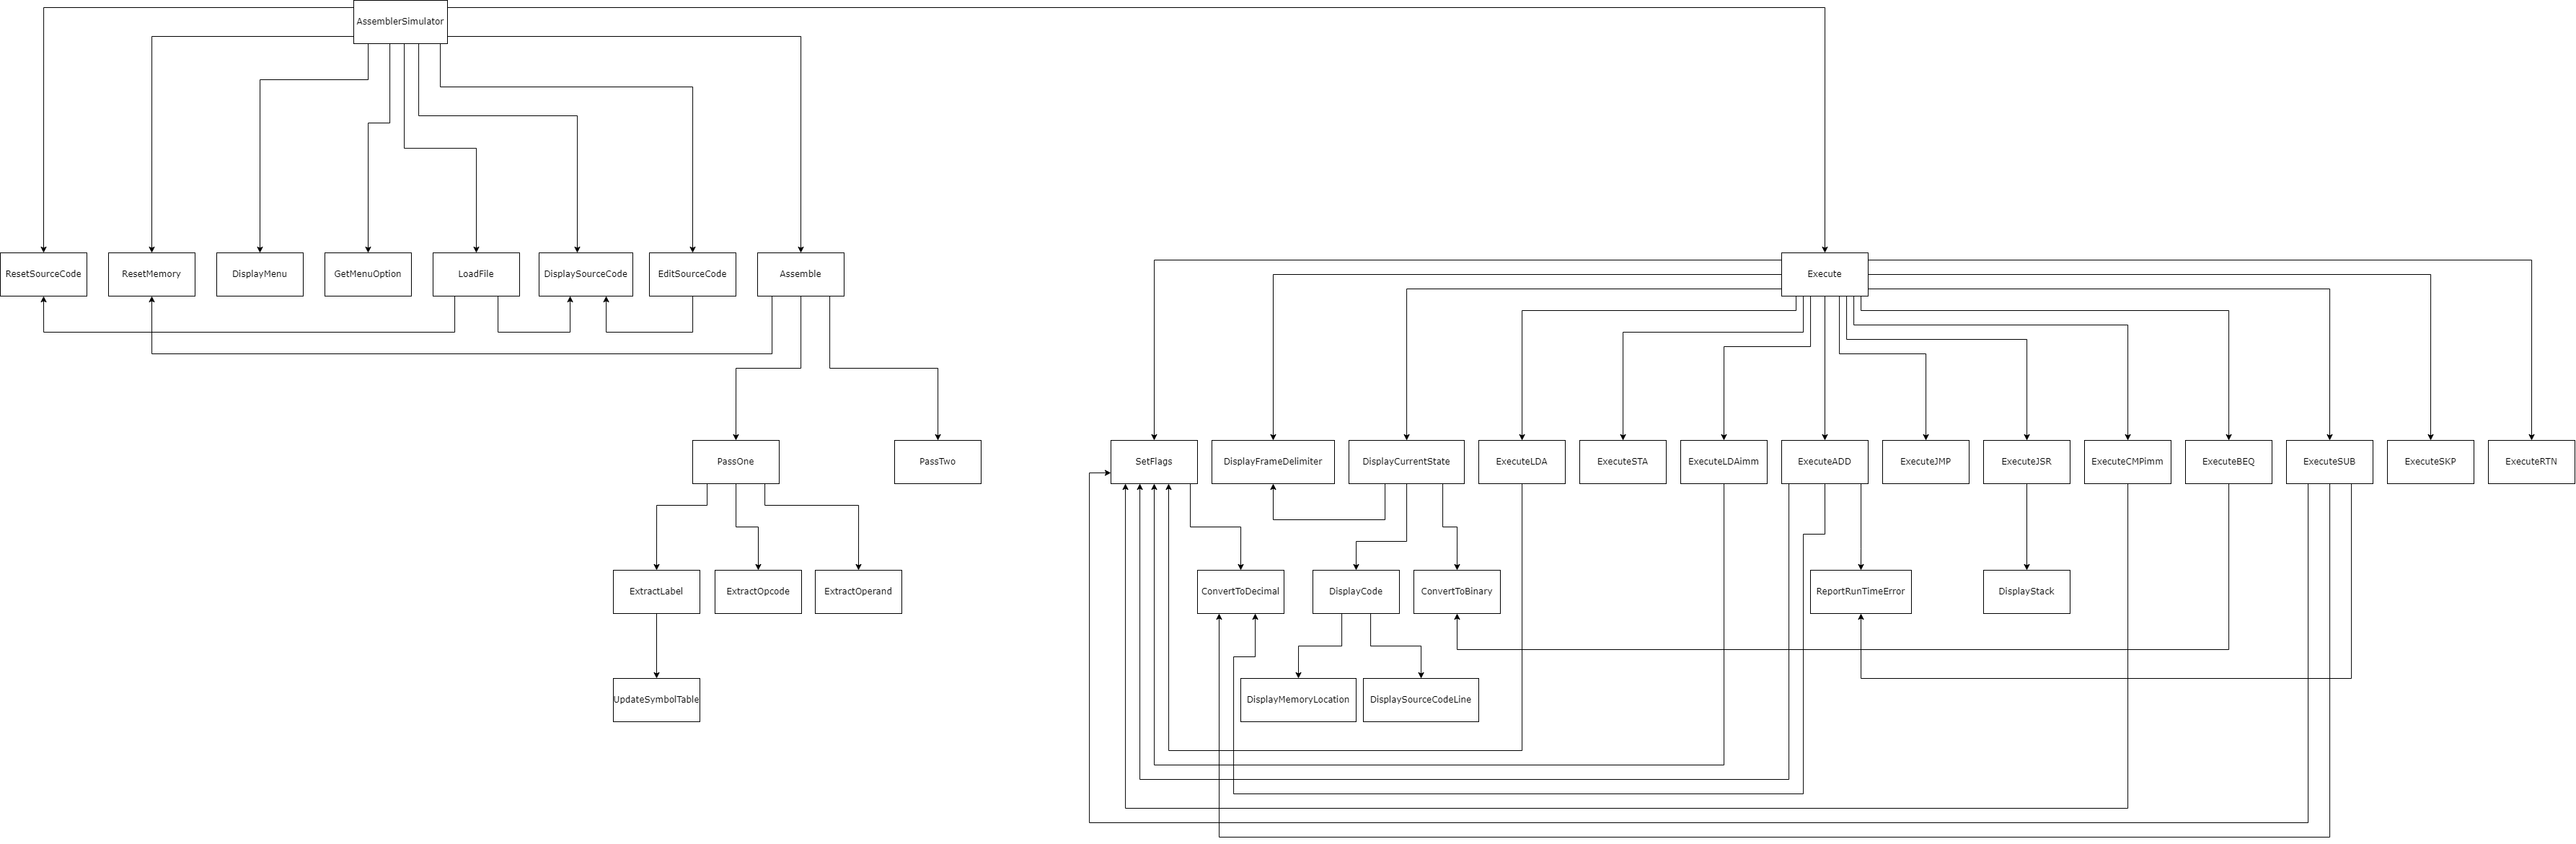 AssemblerSimulator
ResetSourceCode
ResetMemory
DisplayMenu
GetMenuOption
LoadFile
DisplaySourceCode
EditSourceCode
Assemble
Execute
PassOne
PassTwo
SetFlags
DisplayFrameDelimiter
DisplayCurrentState
ExecuteLDA
ExecuteSTA
ExecuteLDAimm
ExecuteADD
ExecuteJMP
ExecuteJSR
ExecuteCMPimm
ExecuteBEQ
ExecuteSUB
ExecuteSKP
ExecuteRTN
ExtractLabel
ExtractOpcode
ExtractOperand
ConvertToDecimal
DisplayCode
ConvertToBinary
ReportRunTimeError
DisplayStack
UpdateSymbolTable
DisplayMemoryLocation
DisplaySourceCodeLine